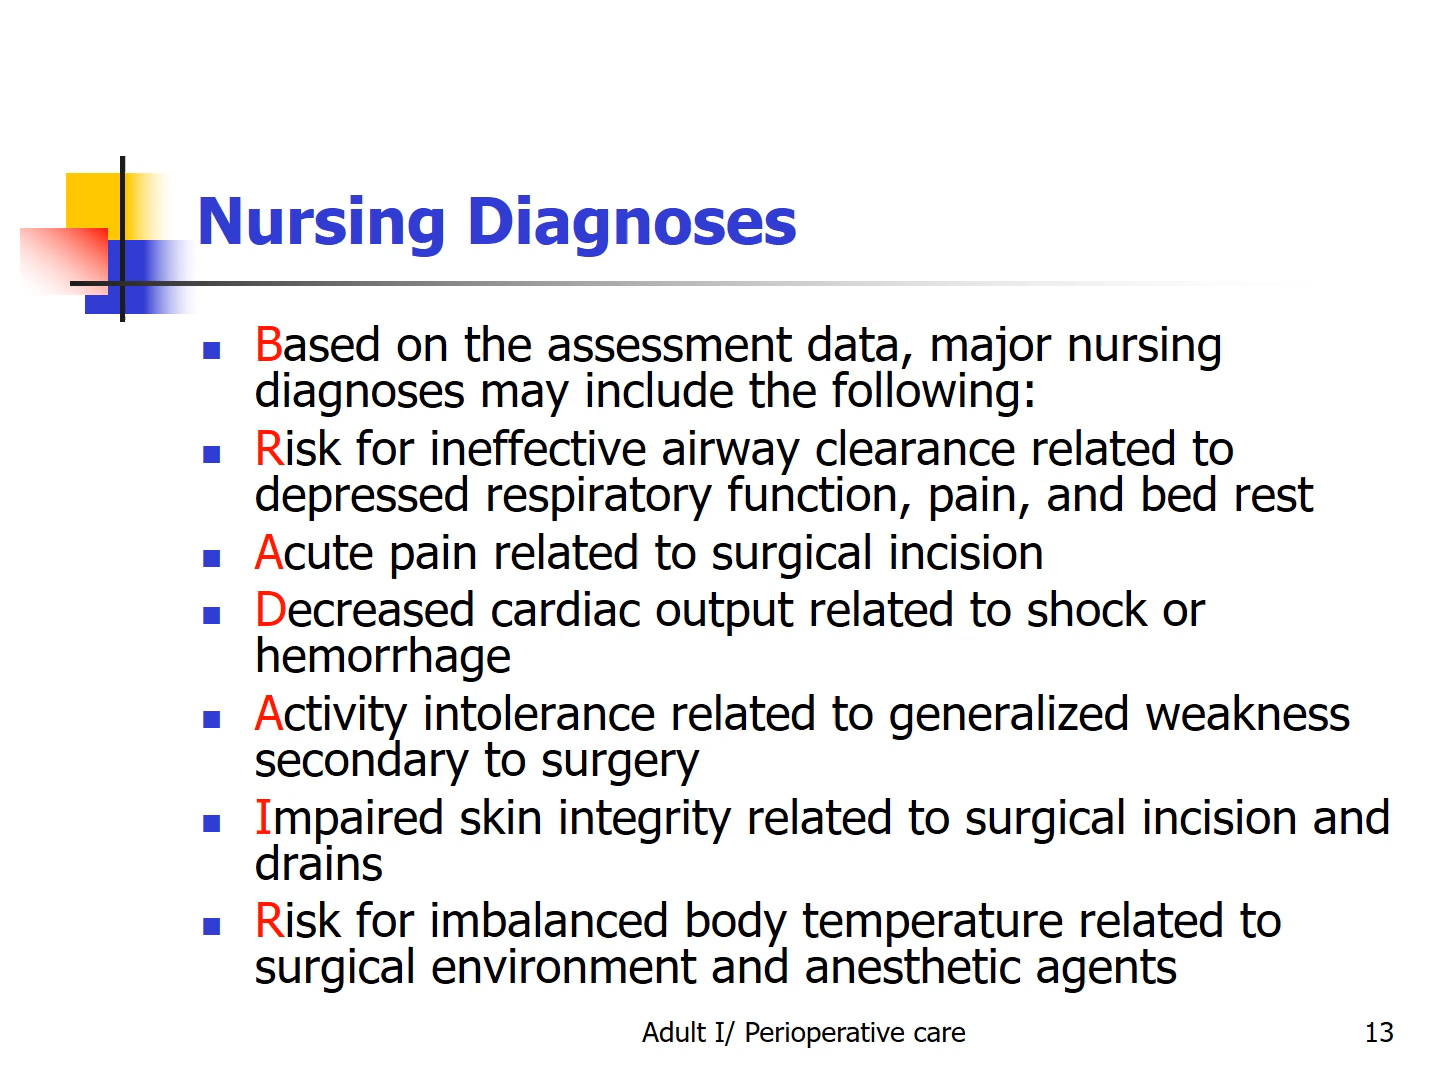 Nursing Diagnoses
Based on the assessment data, major nursing
diagnoses may include the following:
Risk for ineffective airway clearance related to
depressed respiratory function, pain, and bed rest
Acute pain related to surgical incision
Decreased cardiac output related to shock or
hemorrhage
Activity intolerance related to generalized weakness
secondary to surgery
Impaired skin integrity related to surgical incision and
drains
Risk for imbalanced body temperature related to
surgical environment and anesthetic agents
Adult I/ Perioperative care
13